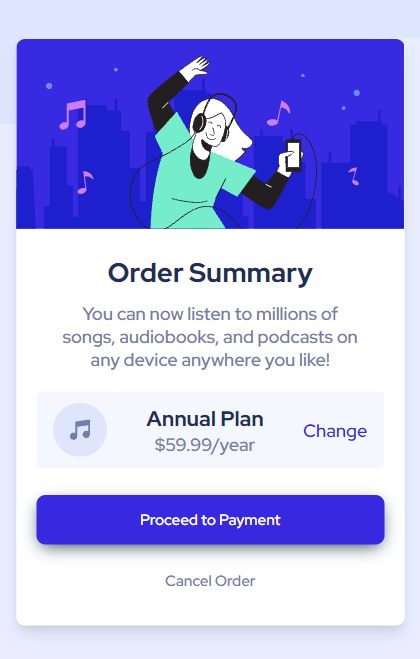 Order Summary
You can now listen to millions of
songs, audiobooks, and podcasts on
any device anywhere you like!
Annual Plan
$59.99/year
Change
Proceed to Payment
Cancel Order